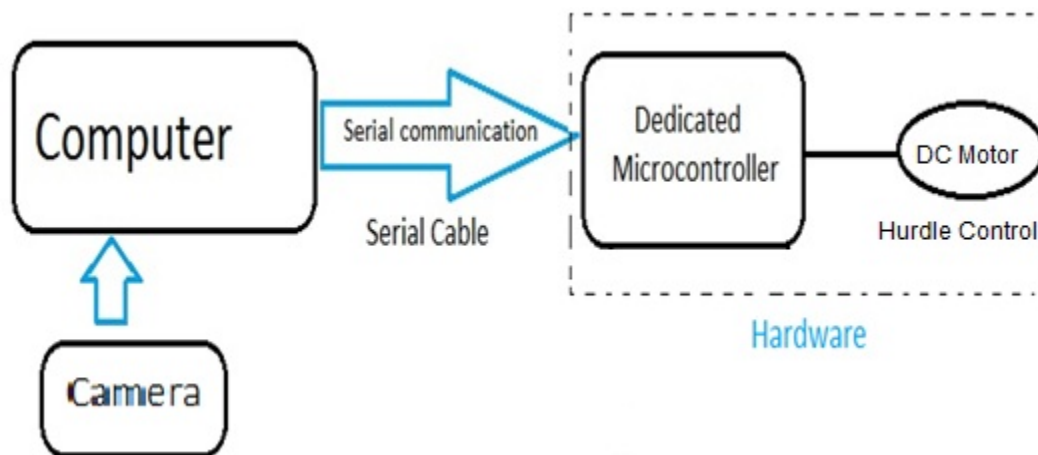 Computer
Serial communication
Serial Cable
Dedicated
Microcontroller
DC Motor
Hurdle Control
Hardware
Camera